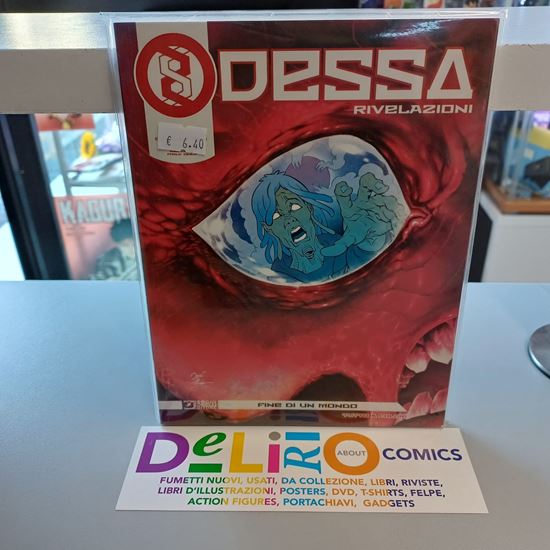 ODESSA
RIVELAZIONI
€ 6.40
KAGUR
FINE DI UN MONDO
DeLiRiO ABOUT COMICS
FUMETTI NUOVI, USATI, DA COLLEZIONE, LIBRI, RIVISTE,
LIBRI D'ILLUSTRAZIONI, POSTERS, DVD, T-SHIRTS, FELPE,
ACTION FIGURES, PORTACHIAVI, GADGETS